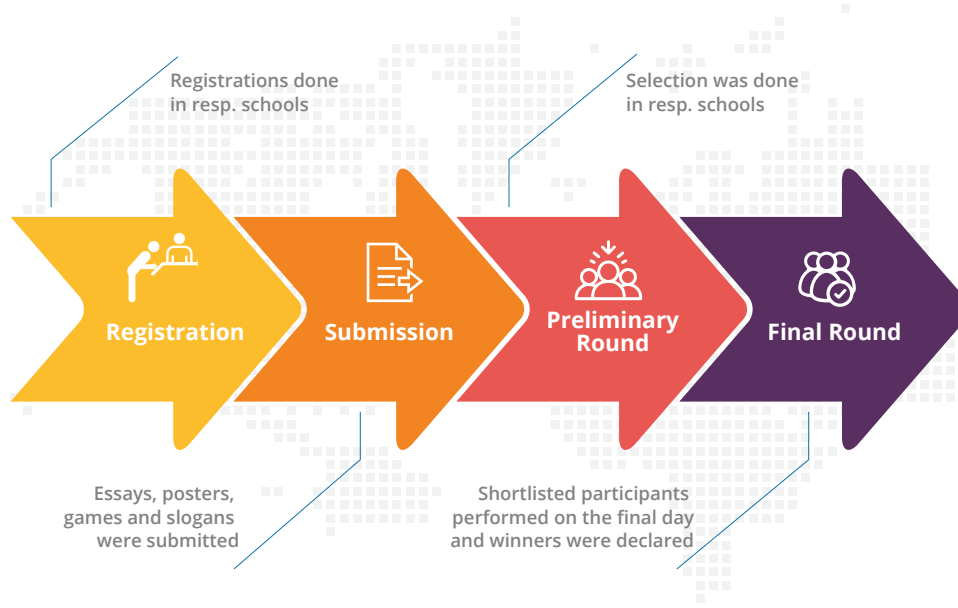 Registrations done
in resp. schools
Selection was done
in resp. schools
Registration
Submission
Preliminary
Round
Final Round
Essays, posters,
games and slogans
were submitted
Shortlisted participants
performed on the final day
and winners were declared